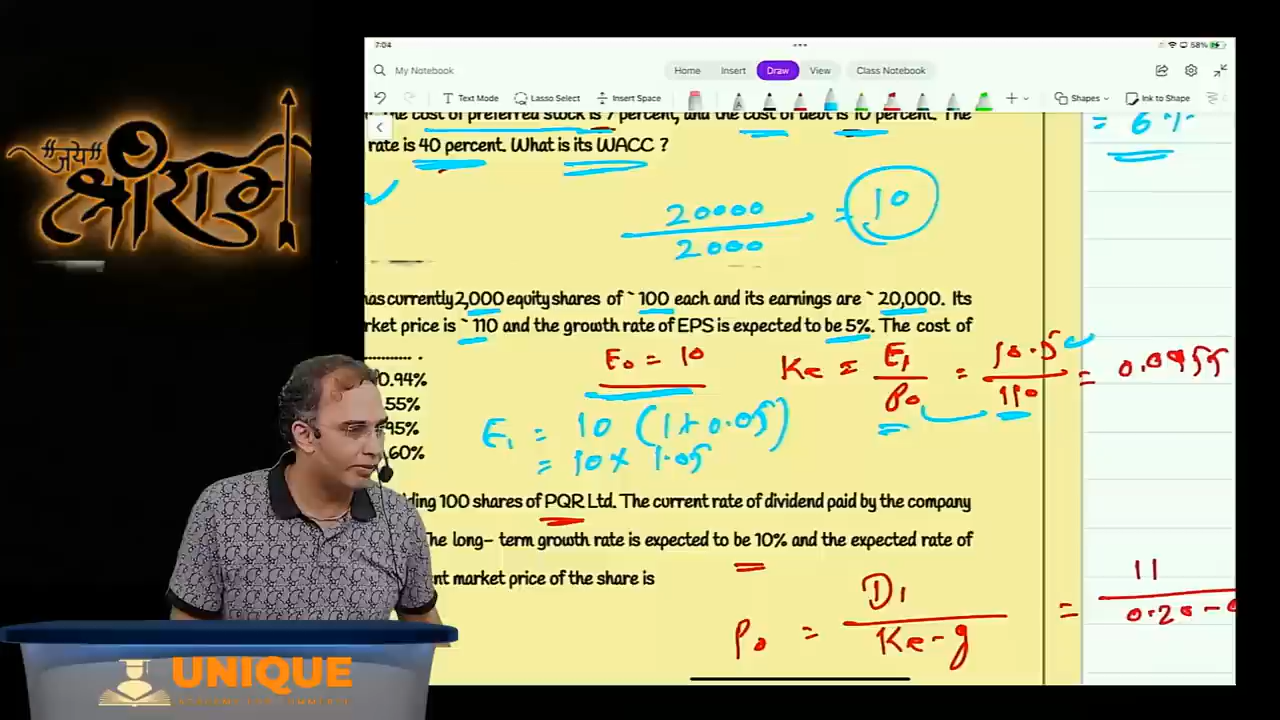 7:04
58%
My Notebook
Home Insert Draw View Class Notebook
Text Mode Lasso Select Insert Space Shapes Ink to Shape
the cost of preferred stock is 7 percent, and the cost of debt is 10 percent. The
rate is 40 percent. What is its WACC ?
= 6%
20000
2000
= 10
has currently 2,000 equity shares of ` 100 each and its earnings are ` 20,000. Its
rket price is ` 110 and the growth rate of EPS is expected to be 5%. The cost of
............ .
0.94%
.55%
.95%
.60%
E₀ = 10
Ke = E₁ / P₀ = 10.5 / 110 = 0.0955
E₁ = 10 (1+0.05)
= 10 × 1.05
ding 100 shares of PQR Ltd. The current rate of dividend paid by the company
he long- term growth rate is expected to be 10% and the expected rate of
nt market price of the share is
P₀ = D₁ / Ke-g = 11 / 0.20-0
"जय"
श्रीराम
UNIQUE